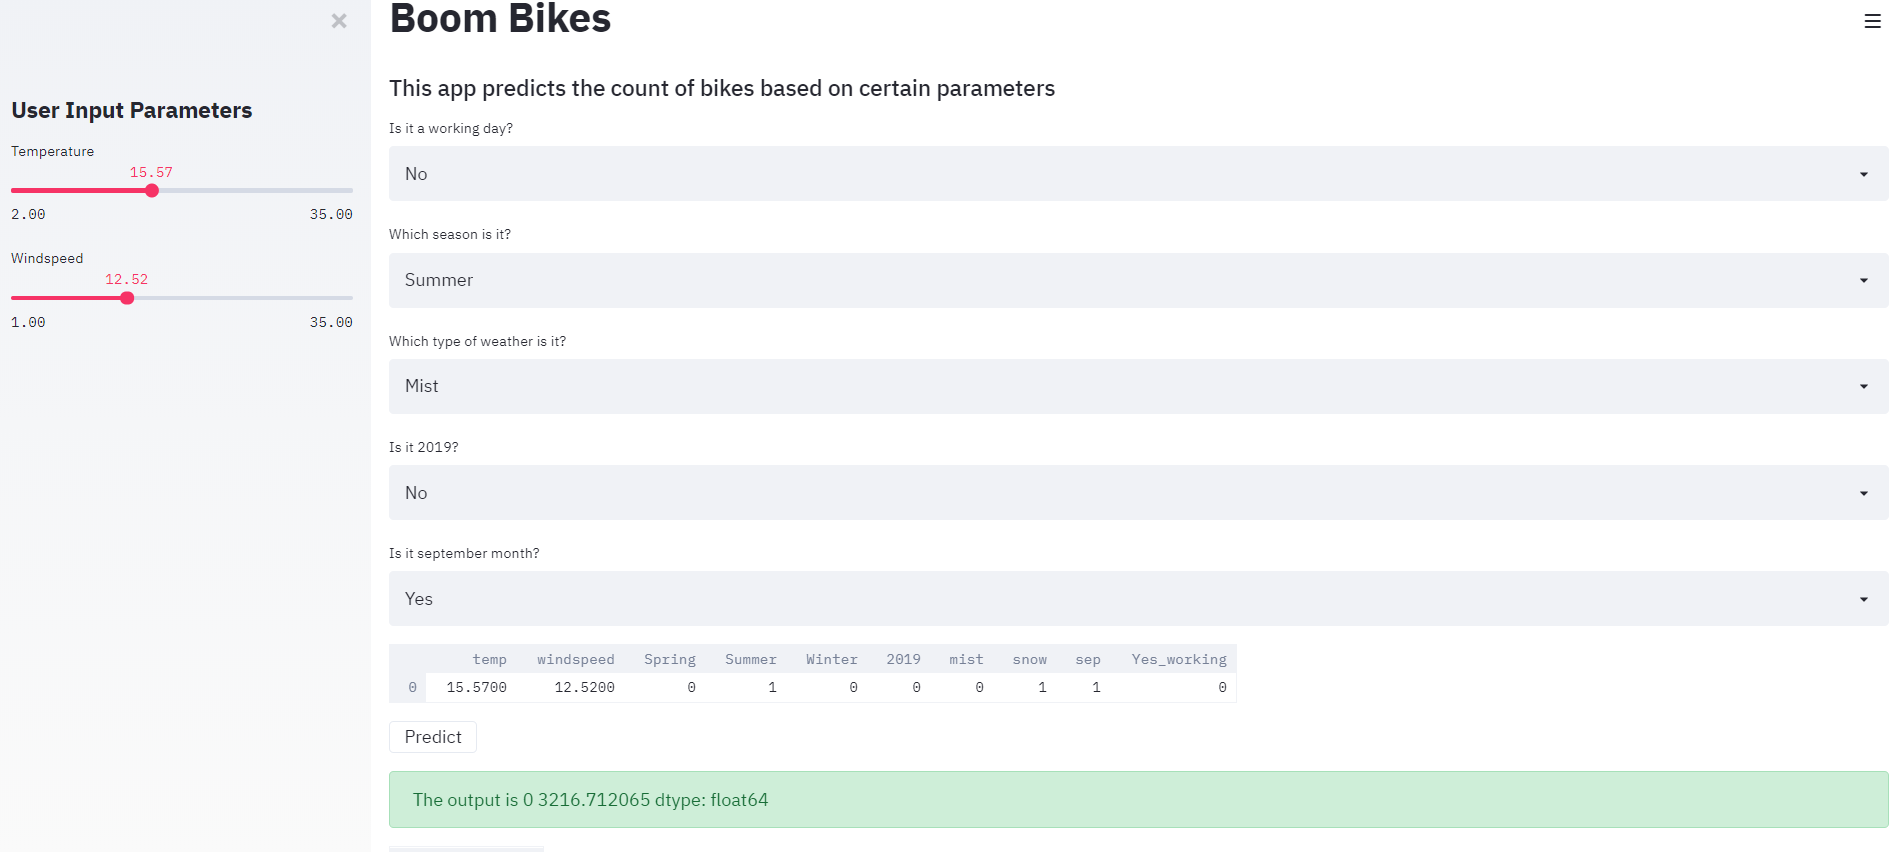 Boom Bikes
User Input Parameters
Temperature
15.57
2.00 35.00
Windspeed
12.52
1.00 35.00
This app predicts the count of bikes based on certain parameters
Is it a working day?
No
Which season is it?
Summer
Which type of weather is it?
Mist
Is it 2019?
No
Is it september month?
Yes
temp windspeed Spring Summer Winter 2019 mist snow sep Yes_working
0 15.5700 12.5200 0 1 0 0 0 1 1 0
Predict
The output is 0 3216.712065 dtype: float64